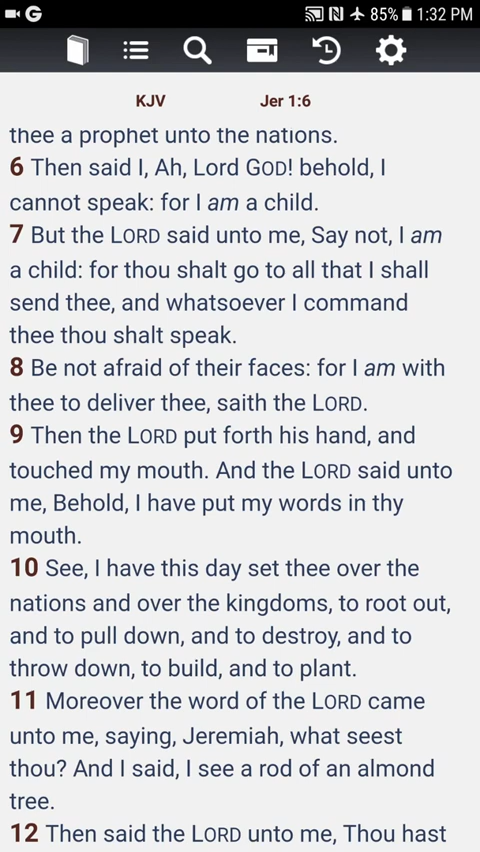 85% 1:32 PM
KJV Jer 1:6
thee a prophet unto the nations.
6 Then said I, Ah, Lord GOD! behold, I
cannot speak: for I am a child.
7 But the LORD said unto me, Say not, I am
a child: for thou shalt go to all that I shall
send thee, and whatsoever I command
thee thou shalt speak.
8 Be not afraid of their faces: for I am with
thee to deliver thee, saith the LORD.
9 Then the LORD put forth his hand, and
touched my mouth. And the LORD said unto
me, Behold, I have put my words in thy
mouth.
10 See, I have this day set thee over the
nations and over the kingdoms, to root out,
and to pull down, and to destroy, and to
throw down, to build, and to plant.
11 Moreover the word of the LORD came
unto me, saying, Jeremiah, what seest
thou? And I said, I see a rod of an almond
tree.
12 Then said the LORD unto me, Thou hast